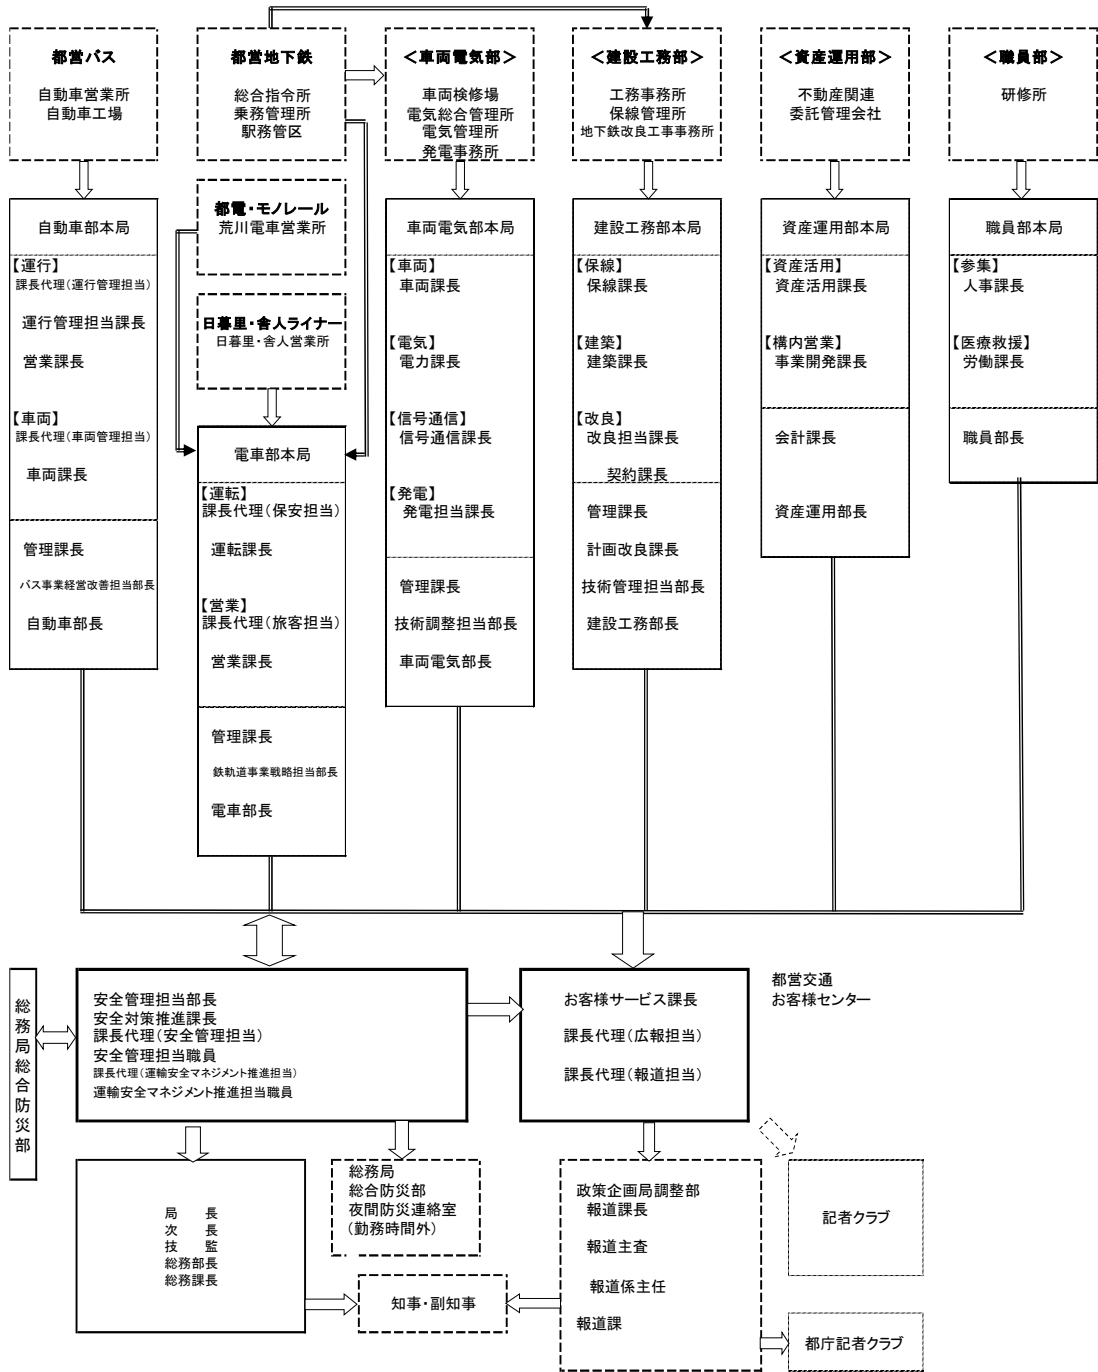 都営バス
自動車営業所
自動車工場
都営地下鉄
総合指令所
乗務管理所
駅務管区
＜車両電気部＞
車両検修場
電気総合管理所
電気管理所
発電事務所
＜建設工務部＞
工務事務所
保線管理所
地下鉄改良工事事務所
＜資産運用部＞
不動産関連
委託管理会社
＜職員部＞
研修所
都電・モノレール
荒川電車営業所
日暮里・舎人ライナー
日暮里・舎人営業所
自動車部本局
【運行】
課長代理（運行管理担当）
運行管理担当課長
営業課長
【車両】
課長代理（車両管理担当）
車両課長
管理課長
バス事業経営改善担当部長
自動車部長
電車部本局
【運転】
課長代理（保安担当）
運転課長
【営業】
課長代理（旅客担当）
営業課長
管理課長
鉄軌道事業戦略担当部長
電車部長
車両電気部本局
【車両】
車両課長
【電気】
電力課長
【信号通信】
信号通信課長
【発電】
発電担当課長
管理課長
技術調整担当部長
車両電気部長
建設工務部本局
【保線】
保線課長
【建築】
建築課長
【改良】
改良担当課長
契約課長
管理課長
計画改良課長
技術管理担当部長
建設工務部長
資産運用部本局
【資産活用】
資産活用課長
【構内営業】
事業開発課長
会計課長
資産運用部長
職員部本局
【参集】
人事課長
【医療救援】
労働課長
職員部長
総務局総合防災部
安全管理担当部長
安全対策推進課長
課長代理（安全管理担当）
安全管理担当職員
課長代理（運輸安全マネジメント推進担当）
運輸安全マネジメント推進担当職員
お客様サービス課長
課長代理（広報担当）
課長代理（報道担当）
都営交通
お客様センター
局　　長
次　　長
技　　監
総務部長
総務課長
総務局
総合防災部
夜間防災連絡室
（勤務時間外）
知事・副知事
政策企画局調整部
報道課長
報道主査
報道係主任
報道課
記者クラブ
都庁記者クラブ